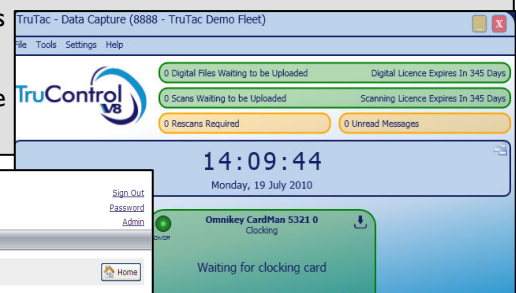 s
e
TruTac - Data Capture (8888 - TruTac Demo Fleet)
File Tools Settings Help
TruControl
V8
0 Digital Files Waiting to be Uploaded Digital Licence Expires In 345 Days
0 Scans Waiting to be Uploaded Scanning Licence Expires In 345 Days
0 Rescans Required 0 Unread Messages
14:09:44
Monday, 19 July 2010
Omnikey CardMan 5321 0
Clocking
Waiting for clocking card
Sign Out
Password
Admin
Home